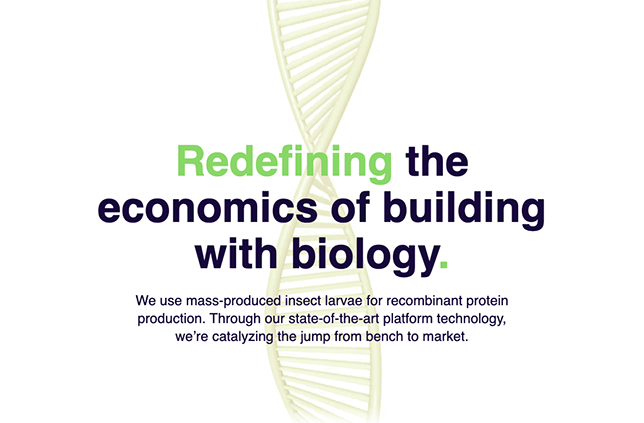 Redefining the
economics of building
with biology.
We use mass-produced insect larvae for recombinant protein
production. Through our state-of-the-art platform technology,
we’re catalyzing the jump from bench to market.